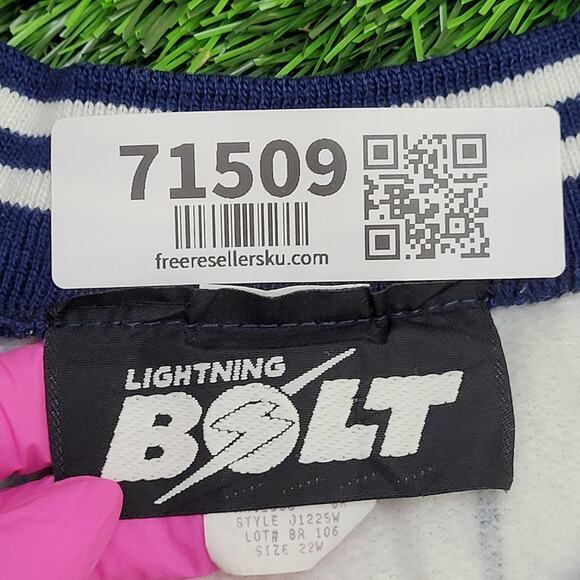 71509
freeresellersku.com
LIGHTNING
BOLT
STYLE J1225W
LOT# BR 106
SIZE 22W